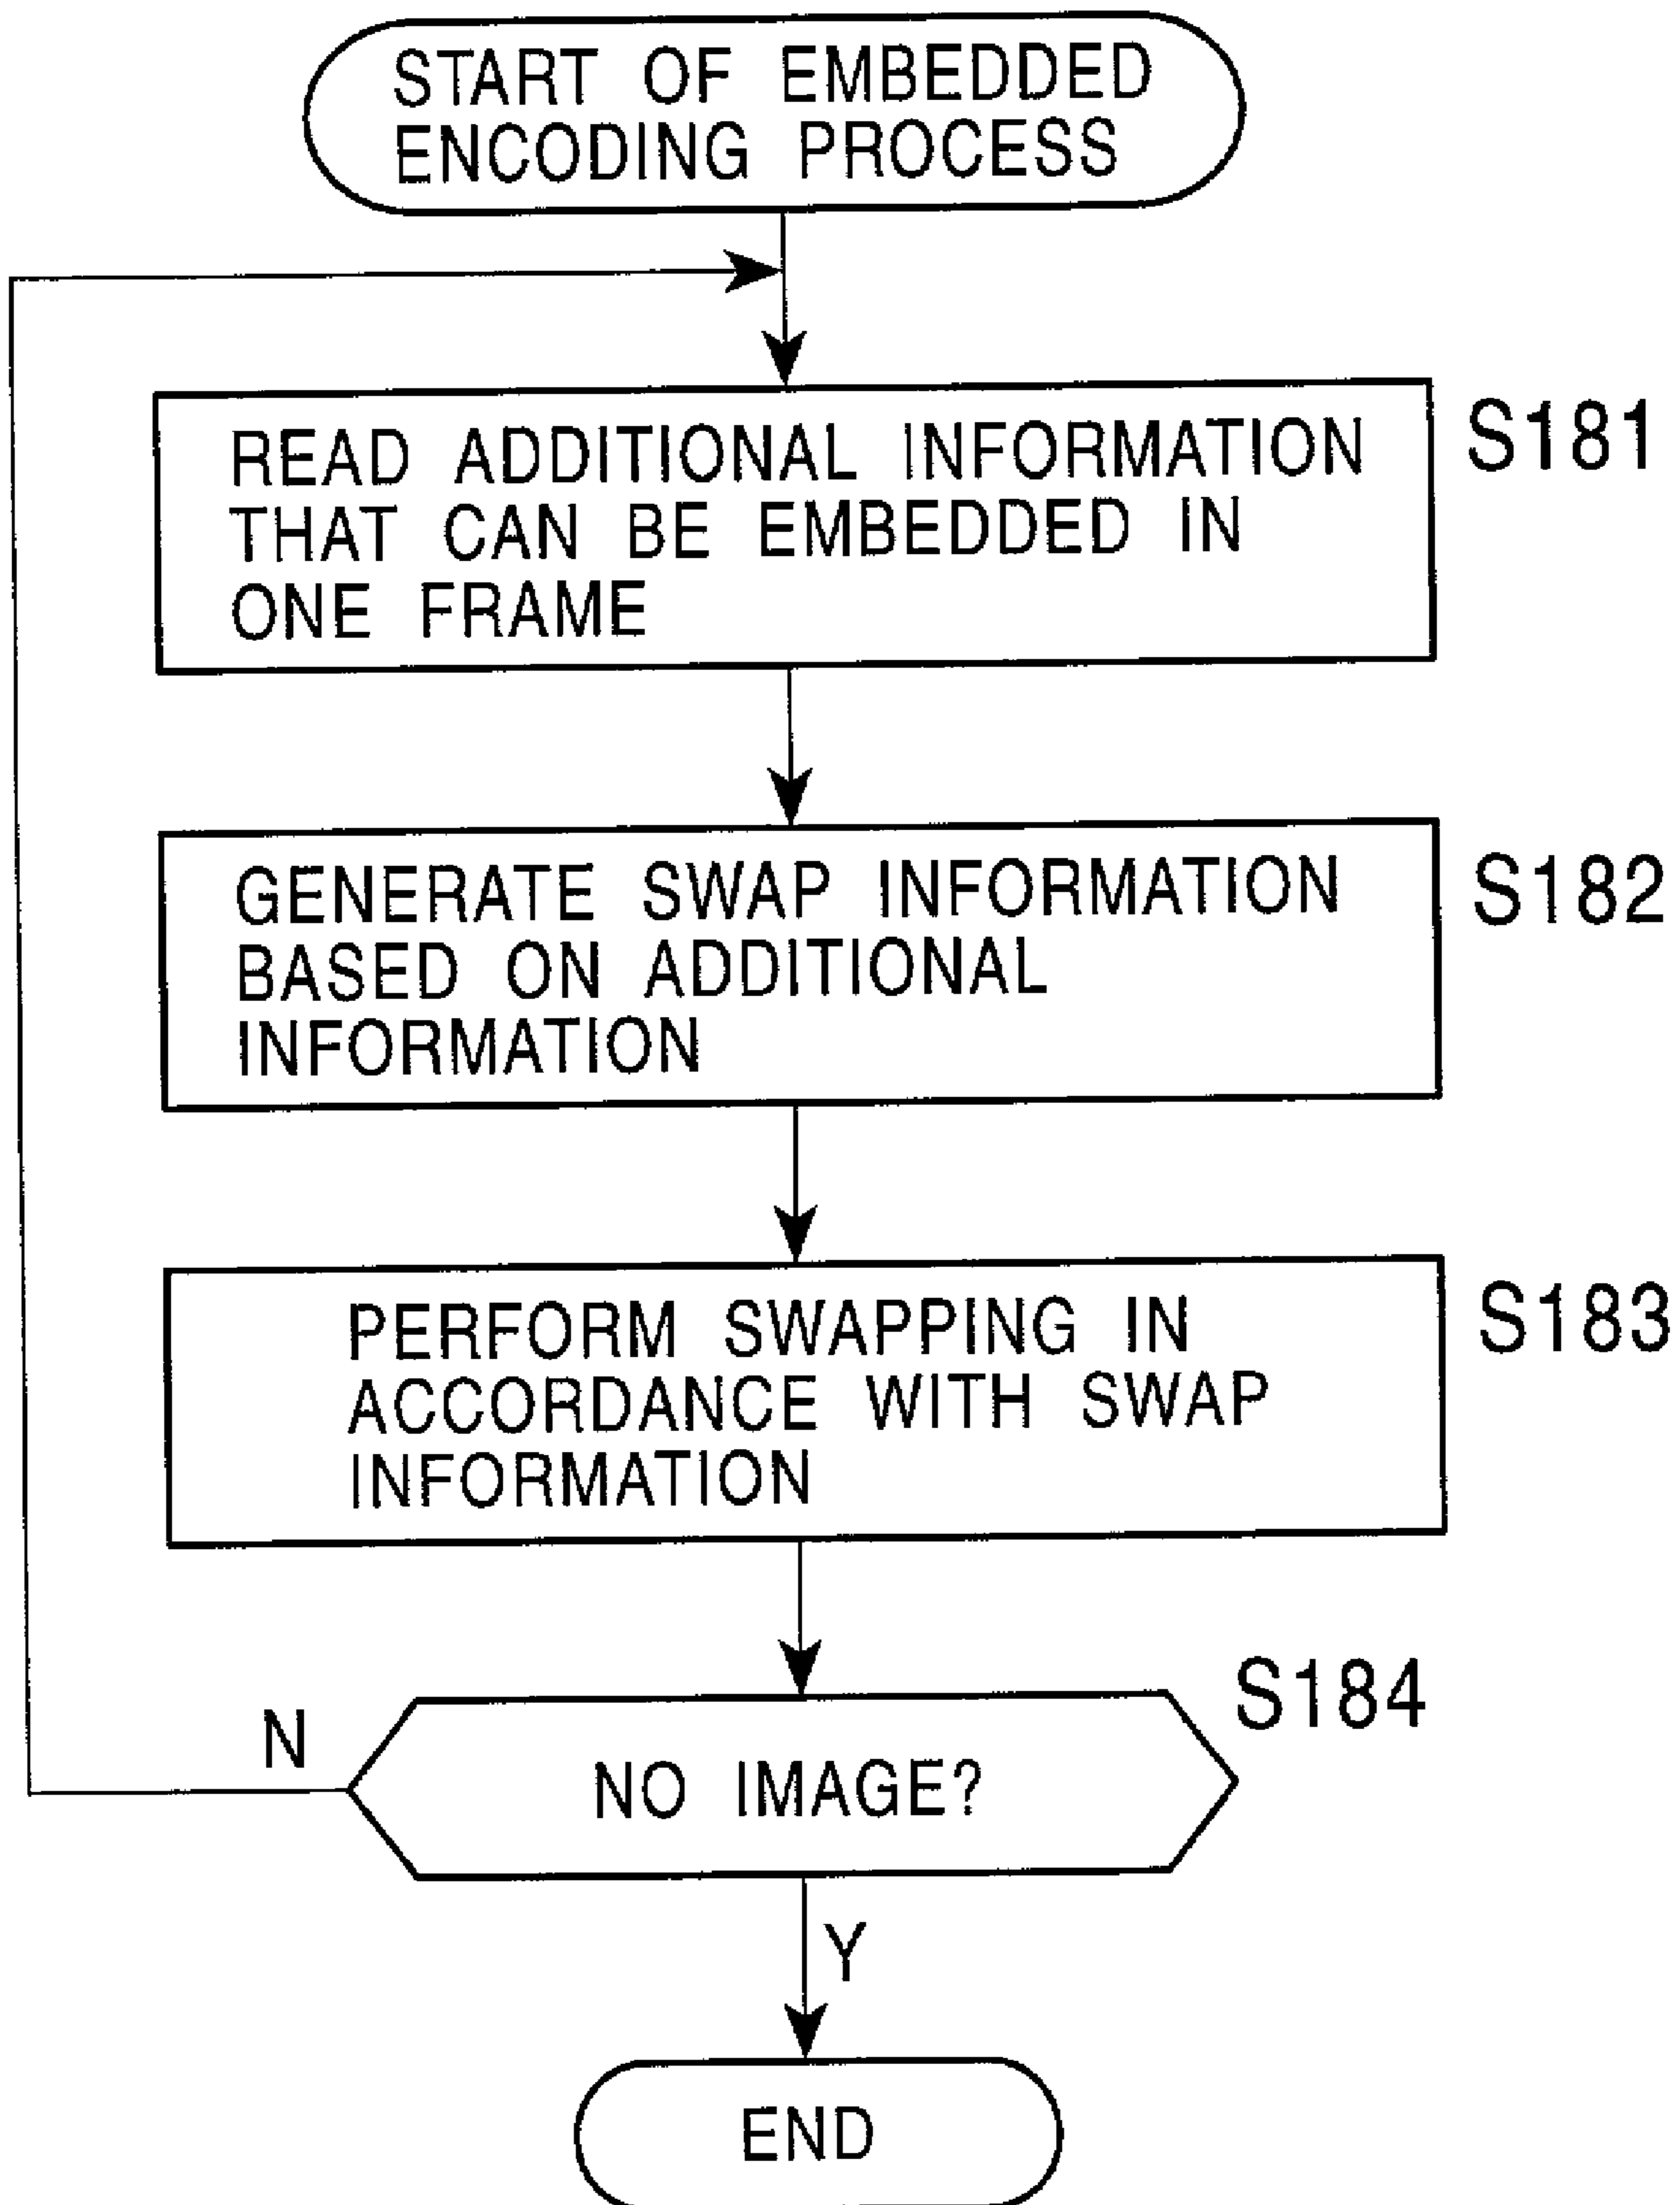 START OF EMBEDDED
ENCODING PROCESS
READ ADDITIONAL INFORMATION
THAT CAN BE EMBEDDED IN
ONE FRAME
S181
GENERATE SWAP INFORMATION
BASED ON ADDITIONAL
INFORMATION
S182
PERFORM SWAPPING IN
ACCORDANCE WITH SWAP
INFORMATION
S183
S184
N
NO IMAGE?
Y
END